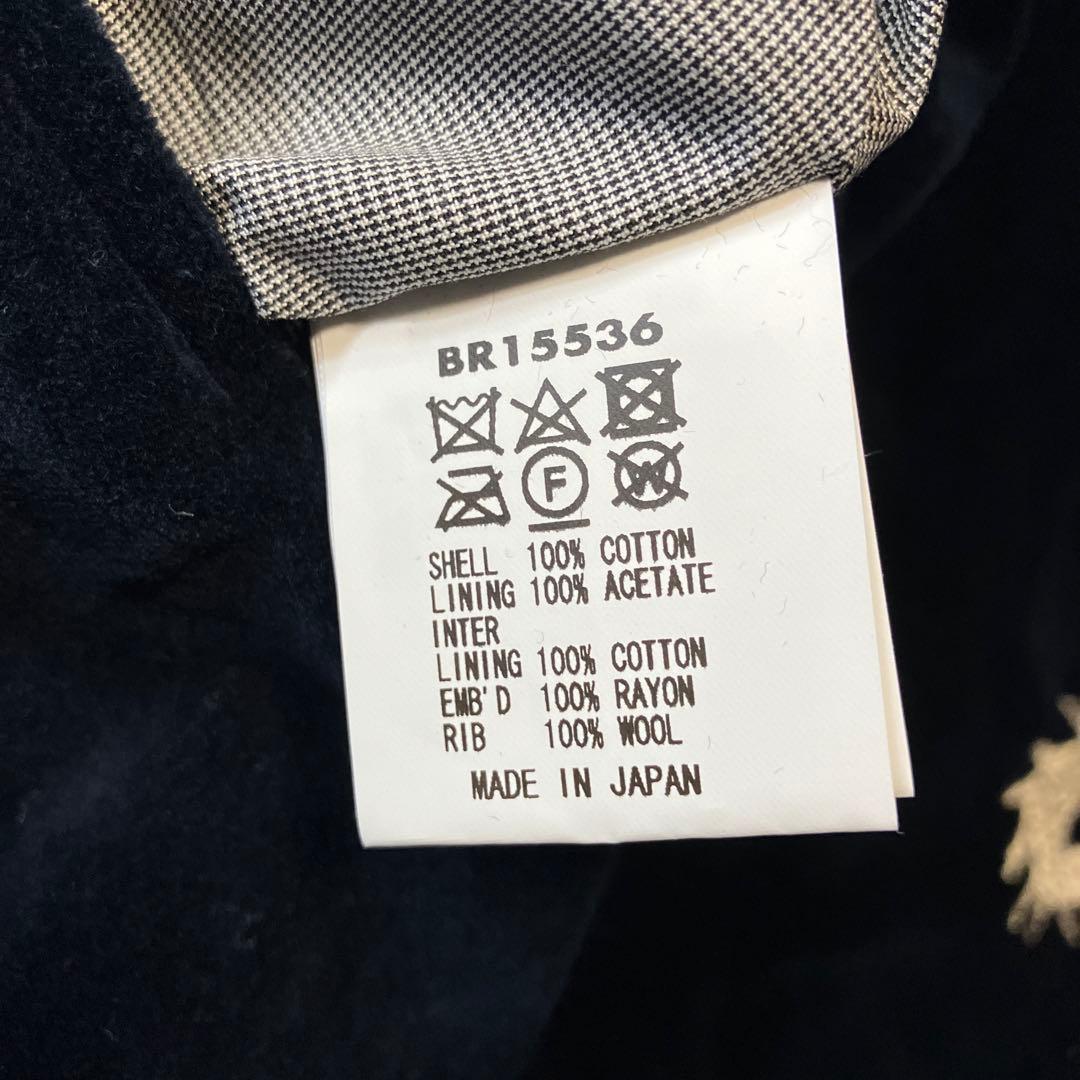 BR15536
F W
SHELL 100% COTTON
LINING 100% ACETATE
INTER
LINING 100% COTTON
EMB'D 100% RAYON
RIB 100% WOOL
MADE IN JAPAN